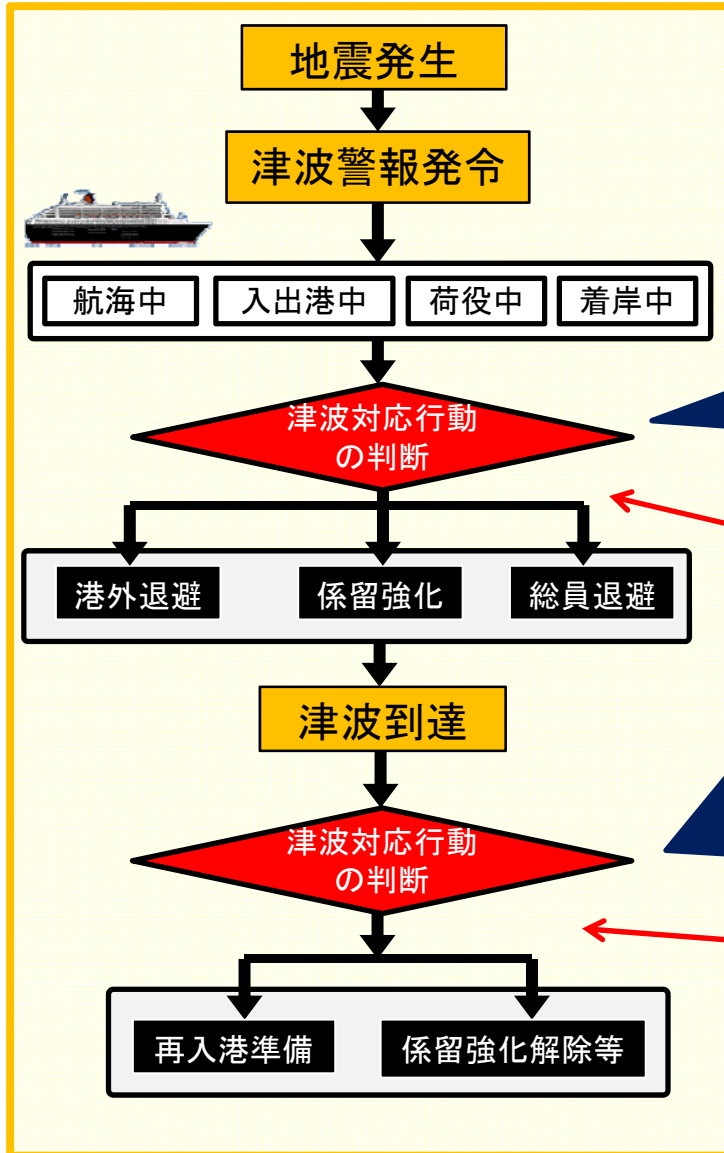 地震発生
津波警報発令
航海中 入出港中 荷役中 着岸中
津波対応行動
の判断
港外退避 係留強化 総員退避
津波到達
津波対応行動
の判断
再入港準備 係留強化解除等